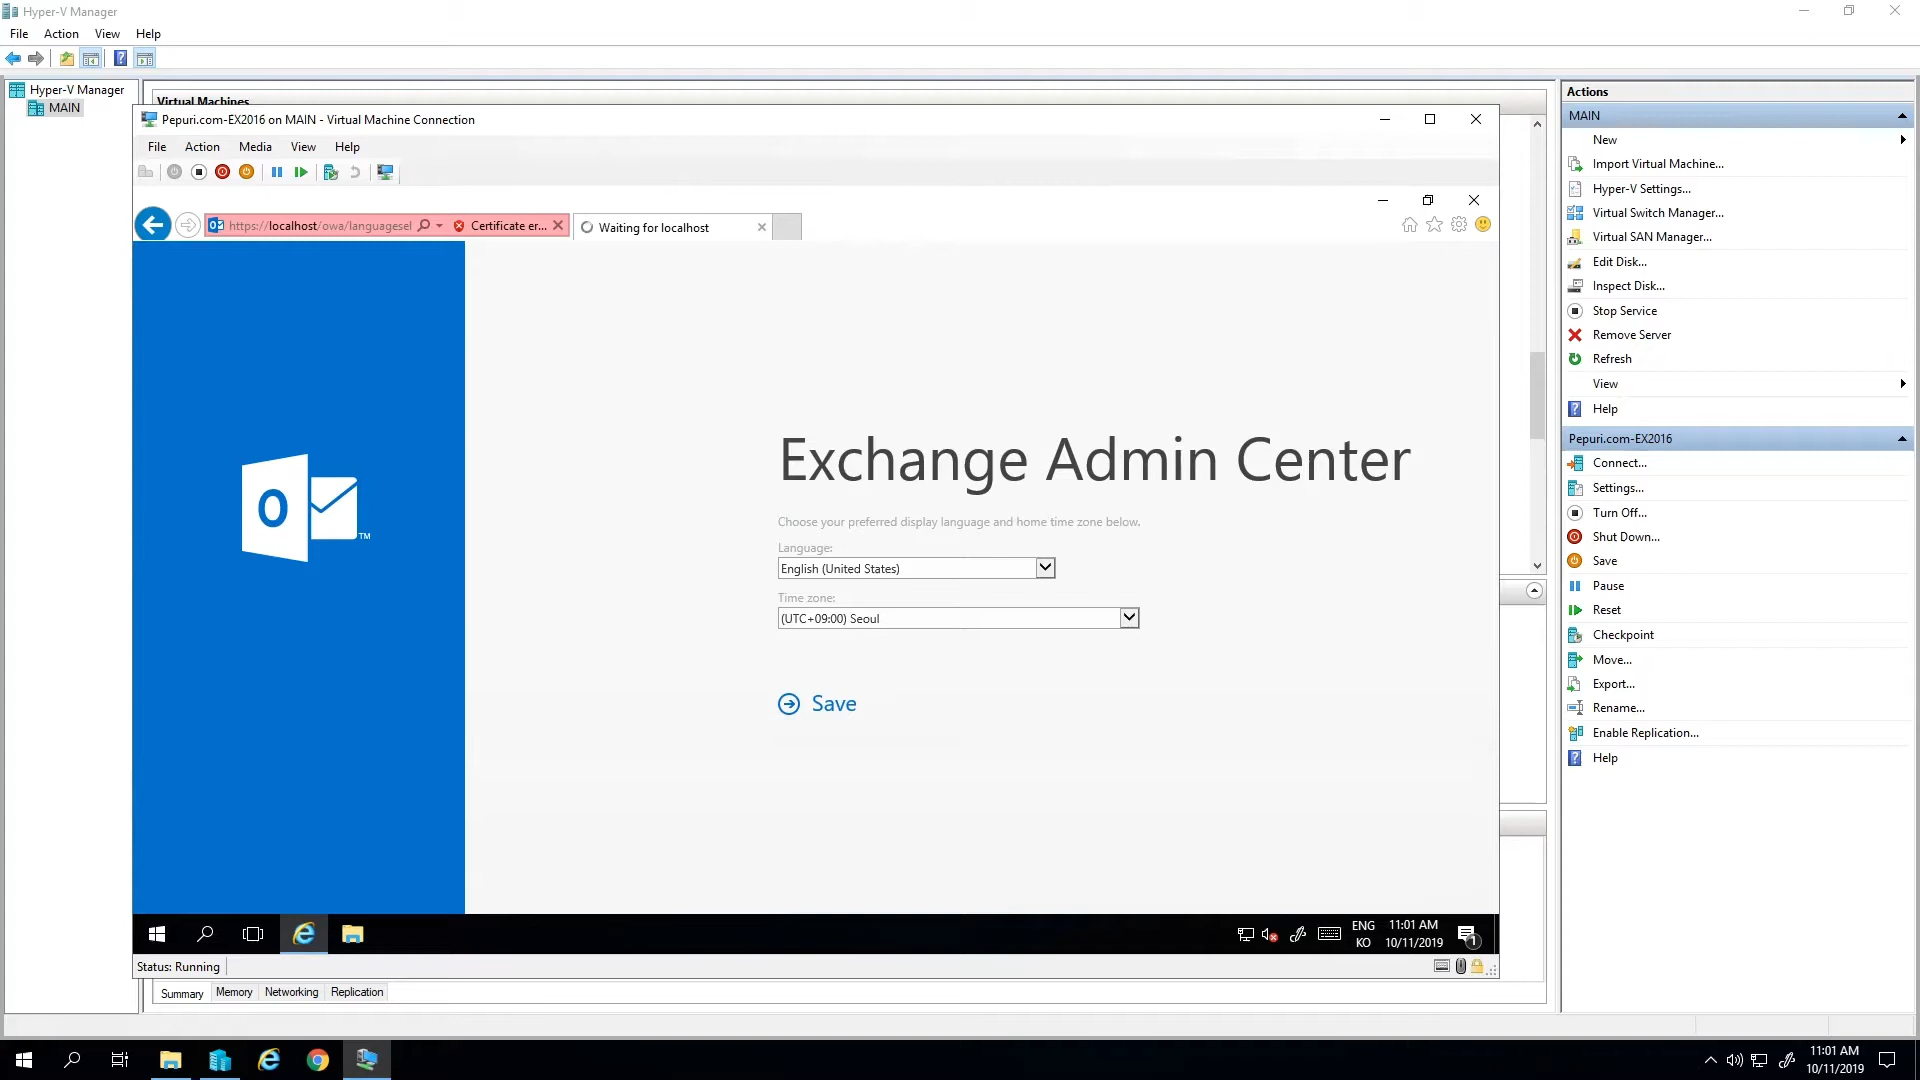 Hyper-V Manager
File Action View Help
Hyper-V Manager
MAIN
Virtual Machines
Pepuri.com-EX2016 on MAIN - Virtual Machine Connection
File Action Media View Help
https://localhost/owa/languagesel
Certificate er...
Waiting for localhost
O
TM
Exchange Admin Center
Choose your preferred display language and home time zone below.
Language:
English (United States)
Time zone:
(UTC+09:00) Seoul
Save
ENG
KO
11:01 AM
10/11/2019
1
Status: Running
Summary Memory Networking Replication
Actions
MAIN
New
Import Virtual Machine...
Hyper-V Settings...
Virtual Switch Manager...
Virtual SAN Manager...
Edit Disk...
Inspect Disk...
Stop Service
Remove Server
Refresh
View
Help
Pepuri.com-EX2016
Connect...
Settings...
Turn Off...
Shut Down...
Save
Pause
Reset
Checkpoint
Move...
Export...
Rename...
Enable Replication...
Help
11:01 AM
10/11/2019